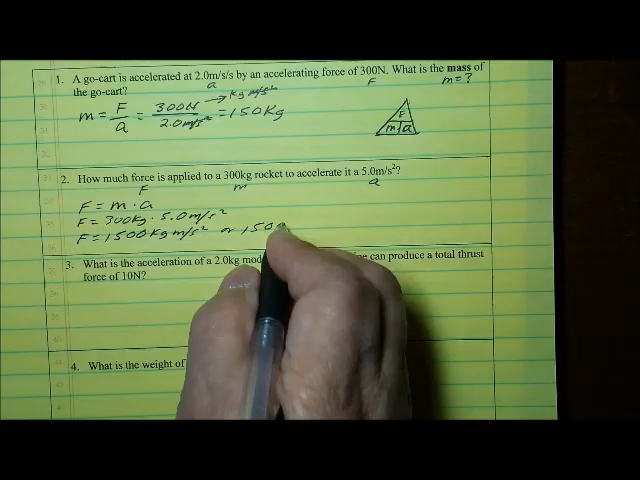 1. A go-cart is accelerated at 2.0m/s/s by an accelerating force of 300N. What is the mass of
the go-cart?
a F m=?
m = F/a = 300N/2.0m/s² → kg m/s² = 150Kg
F
m a
2. How much force is applied to a 300kg rocket to accelerate it a 5.0m/s²?
F m a
F = m · a
F = 300Kg · 5.0m/s²
F = 1500Kg m/s² or 150
3. What is the acceleration of a 2.0kg can produce a total thrust
force of 10N?
4. What is the weight of